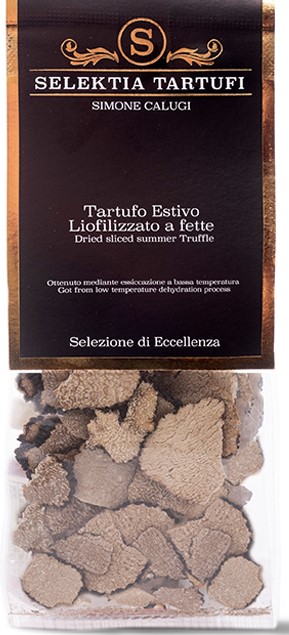 S
SELEKTIA TARTUFI
SIMONE CALUGI
Tartufo Estivo
Liofilizzato a fette
Dried sliced summer Truffle
Ottenuto mediante essiccazione a bassa temperatura
Got from low temperature dehydration process
Selezione di Eccellenza